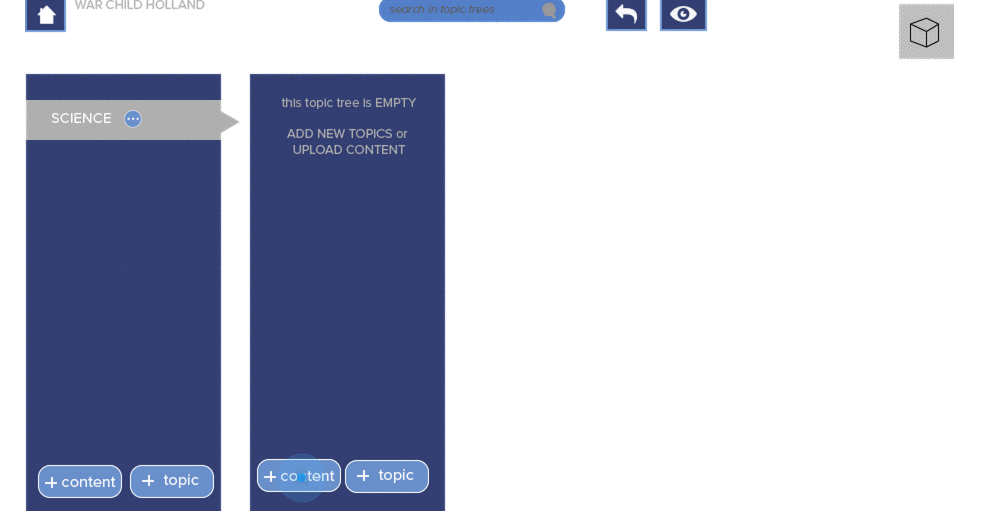 WAR CHILD HOLLAND
search in topic trees
SCIENCE
this topic tree is EMPTY
ADD NEW TOPICS or
UPLOAD CONTENT
+ content
+ topic
+ content
+ topic